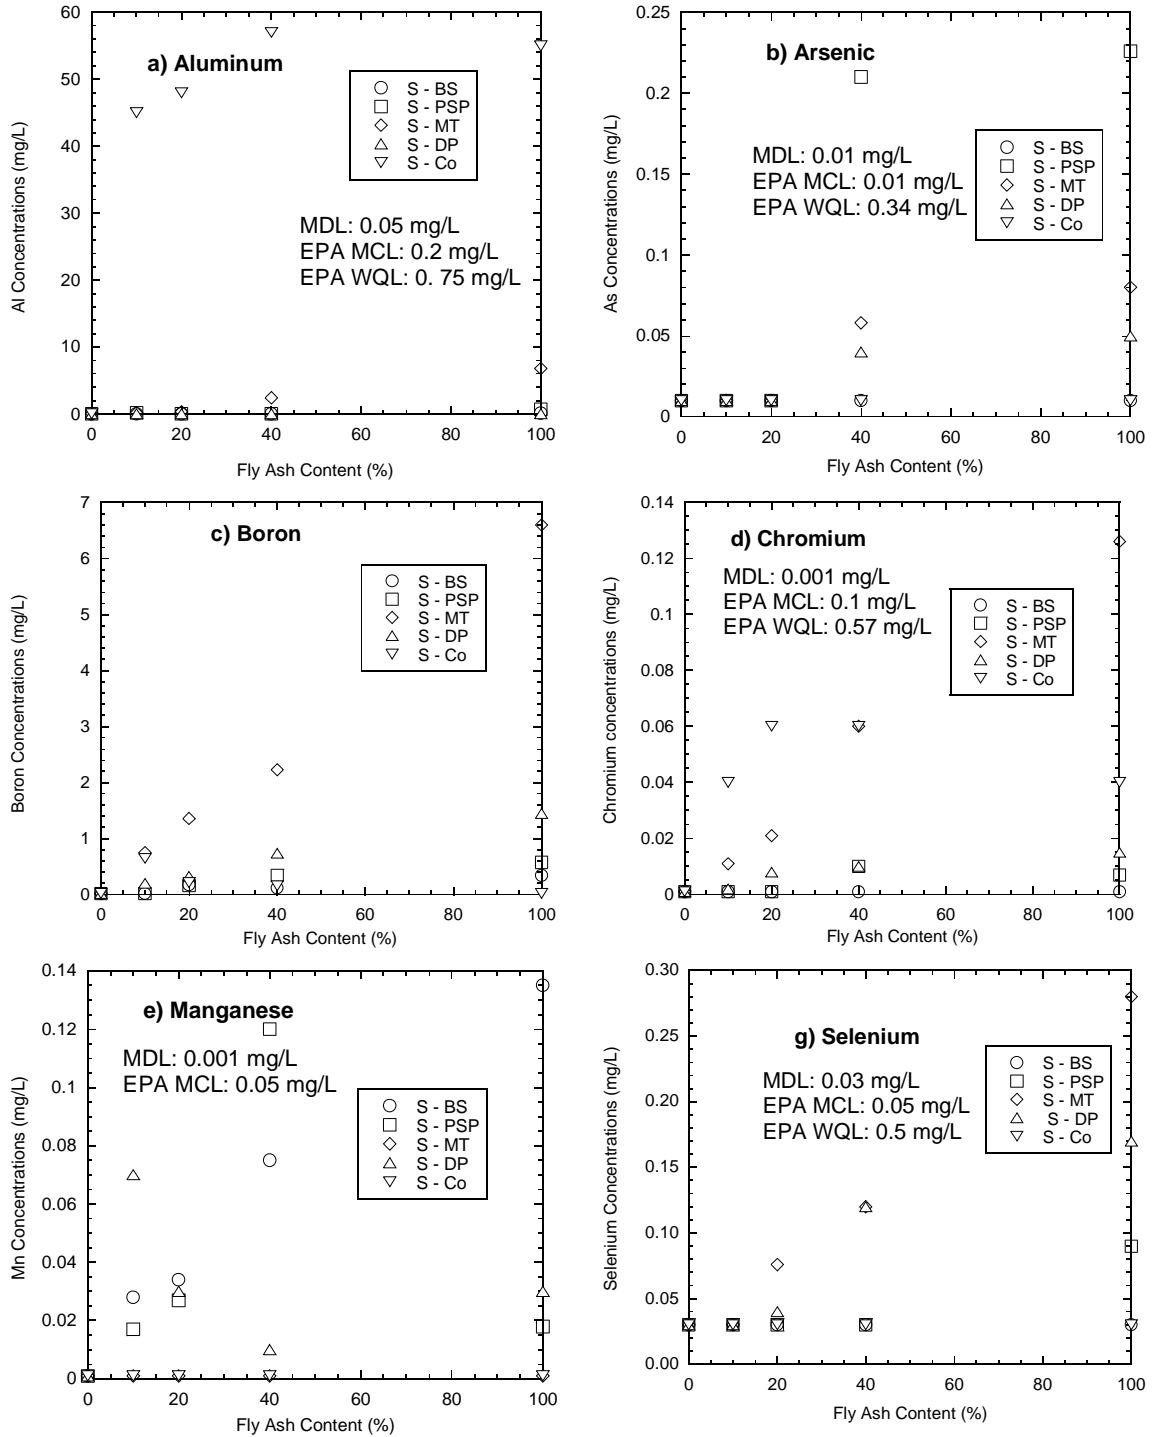 a) Aluminum
Al Concentrations (mg/L)
60
50
40
30
20
10
0
S - BS
S - PSP
S - MT
S - DP
S - Co
MDL: 0.05 mg/L
EPA MCL: 0.2 mg/L
EPA WQL: 0. 75 mg/L
0 20 40 60 80 100
Fly Ash Content (%)
b) Arsenic
As Concentrations (mg/L)
0.25
0.2
0.15
0.1
0.05
0
MDL: 0.01 mg/L
EPA MCL: 0.01 mg/L
EPA WQL: 0.34 mg/L
S - BS
S - PSP
S - MT
S - DP
S - Co
0 20 40 60 80 100
Fly Ash Content (%)
c) Boron
Boron Concentrations (mg/L)
7
6
5
4
3
2
1
0
S - BS
S - PSP
S - MT
S - DP
S - Co
0 20 40 60 80 100
Fly Ash Content (%)
d) Chromium
Chromium concentrations (mg/L)
0.14
0.12
0.1
0.08
0.06
0.04
0.02
0
MDL: 0.001 mg/L
EPA MCL: 0.1 mg/L
EPA WQL: 0.57 mg/L
S - BS
S - PSP
S - MT
S - DP
S - Co
0 20 40 60 80 100
Fly Ash Content (%)
e) Manganese
Mn Concentrations (mg/L)
0.14
0.12
0.1
0.08
0.06
0.04
0.02
0
MDL: 0.001 mg/L
EPA MCL: 0.05 mg/L
S - BS
S - PSP
S - MT
S - DP
S - Co
0 20 40 60 80 100
Fly Ash Content (%)
g) Selenium
Selenium Concentrations (mg/L)
0.30
0.25
0.20
0.15
0.10
0.05
0.00
MDL: 0.03 mg/L
EPA MCL: 0.05 mg/L
EPA WQL: 0.5 mg/L
S - BS
S - PSP
S - MT
S - DP
S - Co
0 20 40 60 80 100
Fly Ash Content (%)